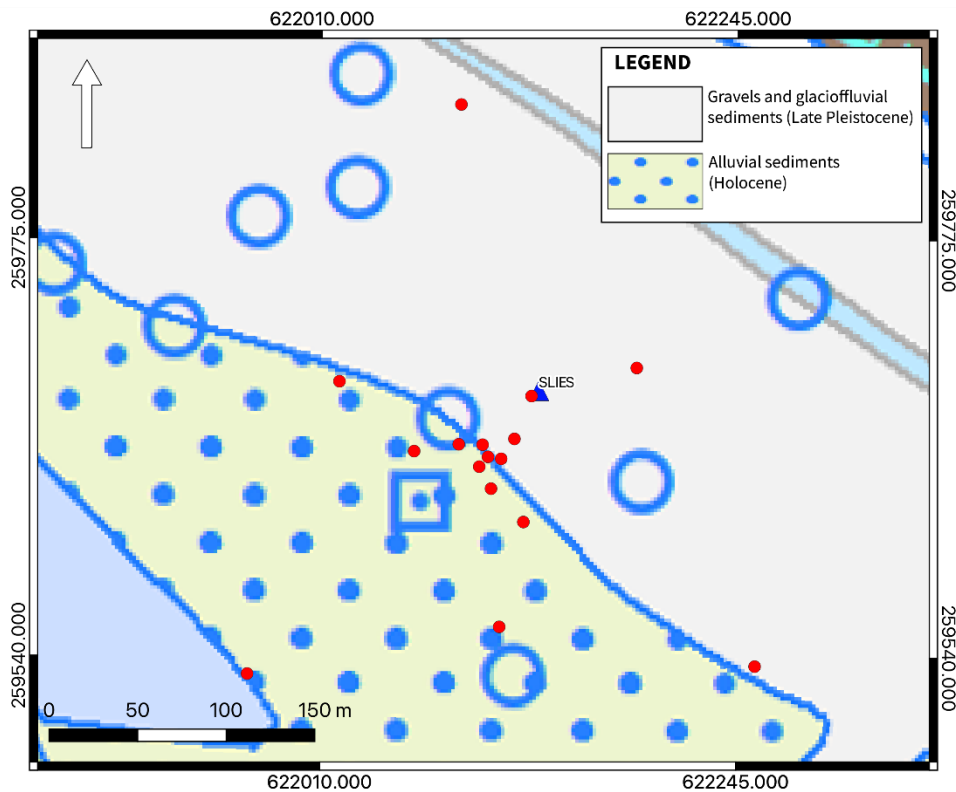 622010.000 622245.000
LEGEND
Gravels and glacioffluvial
sediments (Late Pleistocene)
Alluvial sediments
(Holocene)
259775.000
259775.000
SLIES
259540.000
259540.000
0 50 100 150 m
622010.000 622245.000